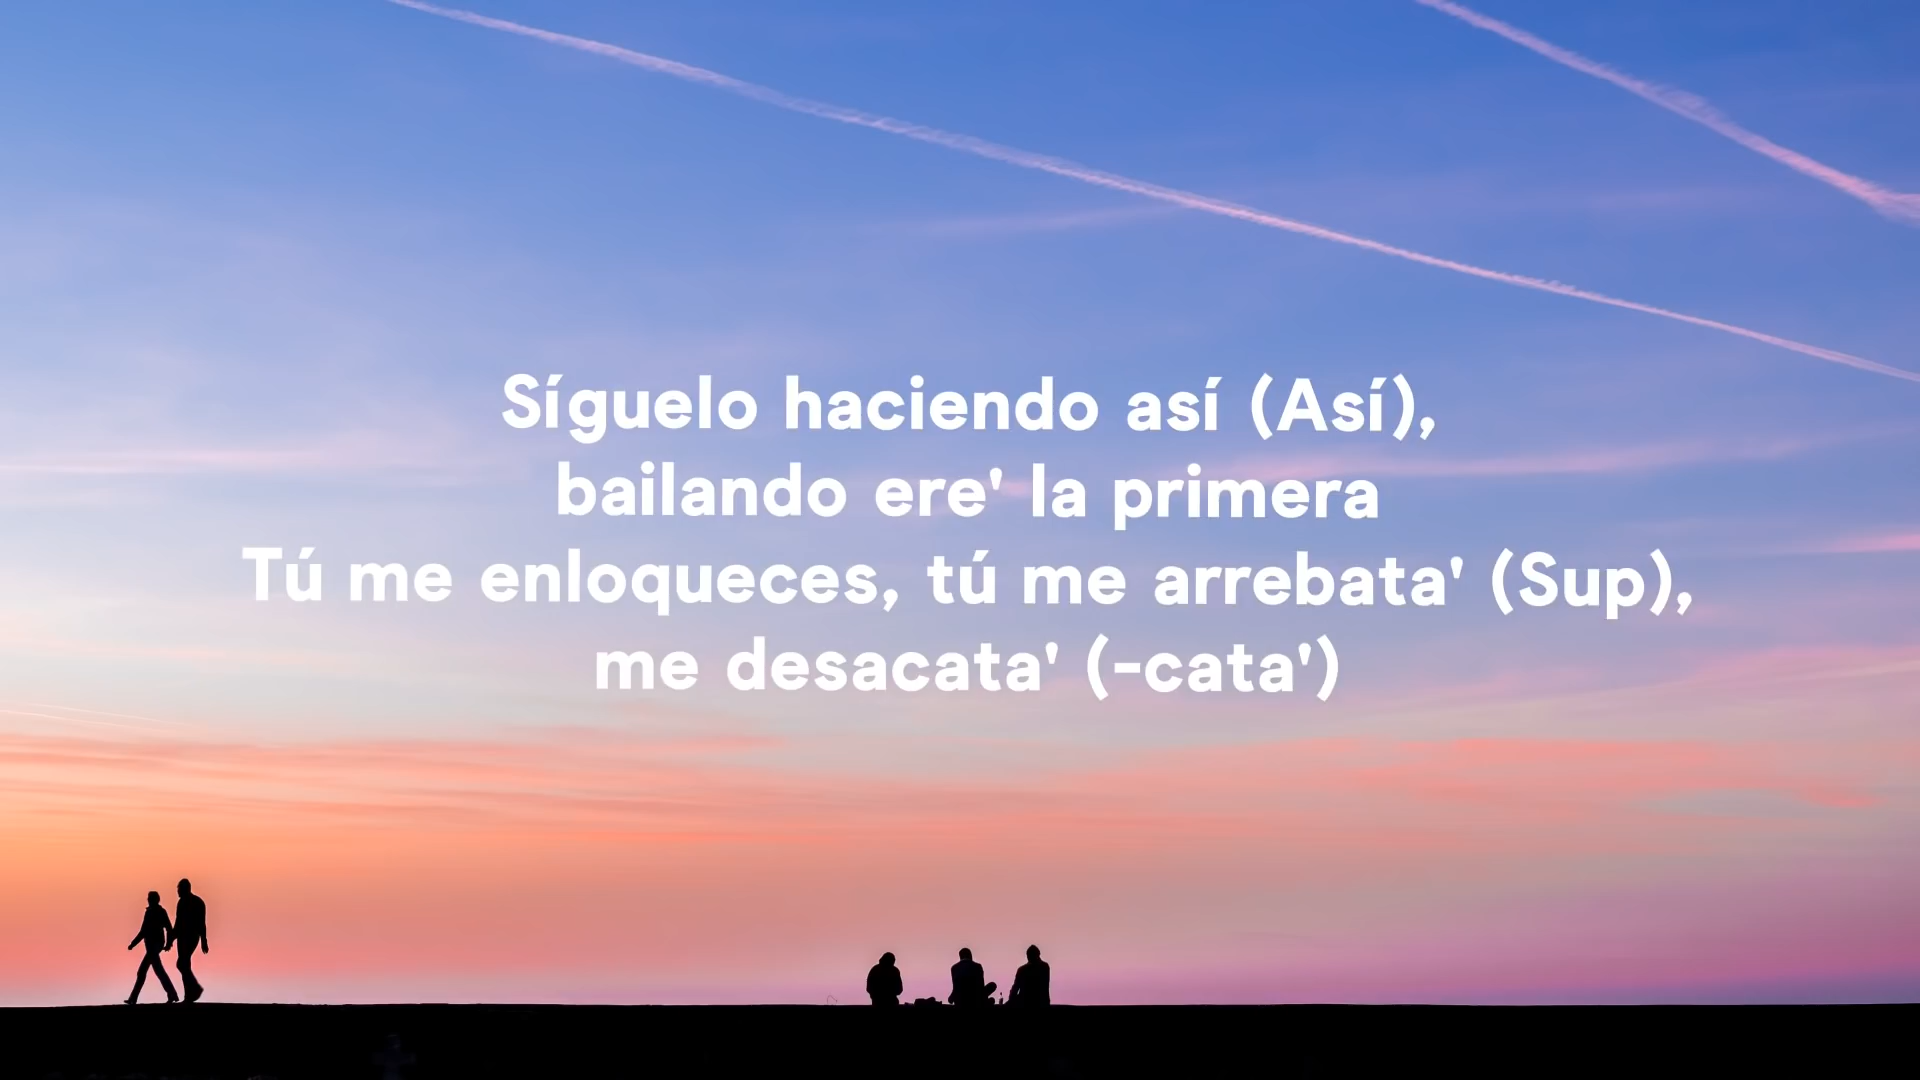 Síguelo haciendo así (Así),
bailando ere' la primera
Tú me enloqueces, tú me arrebata' (Sup),
me desacata' (-cata')